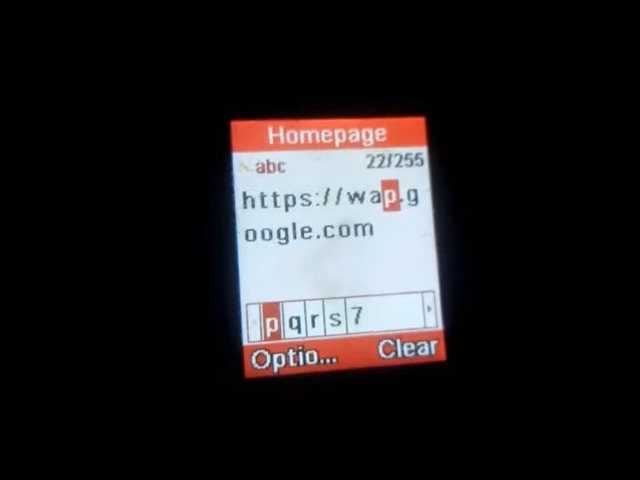 Homepage
abc 22/255
https://wap.g
oogle.com
p q r s 7
Optio... Clear